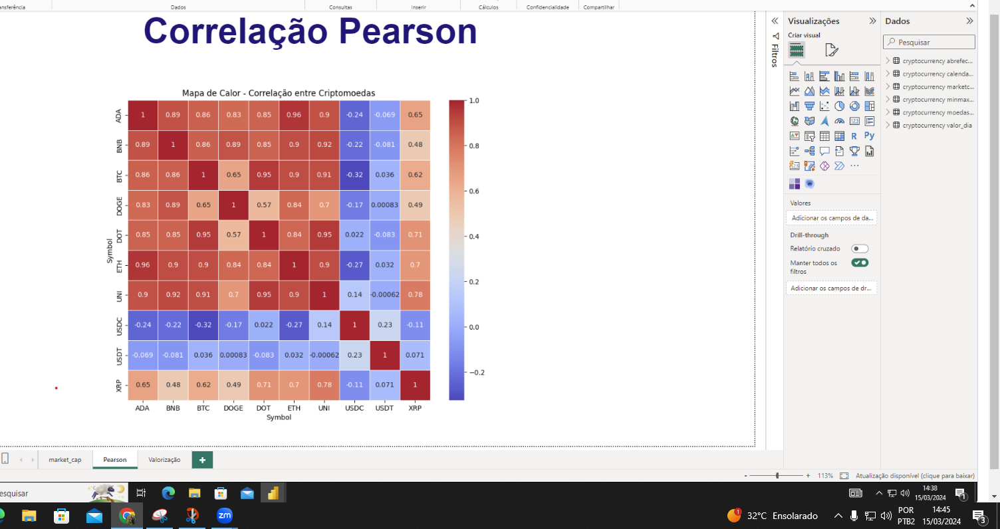 ansferência
Dados
Consultas
Inserir
Cálculos
Confidencialidade
Compartilhar
Correlação Pearson
Mapa de Calor - Correlação entre Criptomoedas
ADA 1 0.89 0.86 0.83 0.85 0.96 0.9 -0.24 -0.069 0.65
BNB 0.89 1 0.86 0.89 0.85 0.9 0.92 -0.22 -0.081 0.48
BTC 0.86 0.86 1 0.65 0.95 0.9 0.91 -0.32 0.036 0.62
DOGE 0.83 0.89 0.65 1 0.57 0.84 0.7 -0.17 0.00083 0.49
DOT 0.85 0.85 0.95 0.57 1 0.84 0.95 0.022 -0.083 0.71
ETH 0.96 0.9 0.9 0.84 0.84 1 0.9 -0.27 0.032 0.7
UNI 0.9 0.92 0.91 0.7 0.95 0.9 1 0.14 -0.00062 0.78
USDC -0.24 -0.22 -0.32 -0.17 0.022 -0.27 0.14 1 0.23 -0.11
USDT -0.069 -0.081 0.036 0.00083 -0.083 0.032 -0.00062 0.23 1 0.071
XRP 0.65 0.48 0.62 0.49 0.71 0.7 0.78 -0.11 0.071 1
Symbol
ADA BNB BTC DOGE DOT ETH UNI USDC USDT XRP
Symbol
1.0
0.8
0.6
0.4
0.2
0.0
−0.2
Filtros
Visualizações
Criar visual
123
R Py
123
...
Valores
Adicionar os campos de da...
Drill-through
Relatório cruzado
Manter todos os
filtros
Adicionar os campos de dr...
Dados
Pesquisar
cryptocurrency abrefec...
cryptocurrency calenda...
cryptocurrency marketc...
cryptocurrency minmax...
cryptocurrency moedas...
cryptocurrency valor_dia
market_cap
Pearson
Valorização
+
- + 113%
Atualização disponível (clique para baixar)
esquisar
14:38
15/03/2024
1
zm
1
32°C Ensolarado
POR
PTB2
14:45
15/03/2024
3